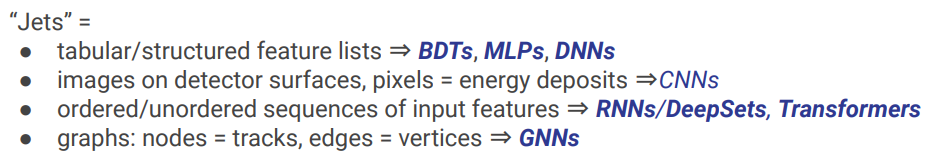 “Jets” =
● tabular/structured feature lists ⇒ BDTs, MLPs, DNNs
● images on detector surfaces, pixels = energy deposits ⇒CNNs
● ordered/unordered sequences of input features ⇒ RNNs/DeepSets, Transformers
● graphs: nodes = tracks, edges = vertices ⇒ GNNs